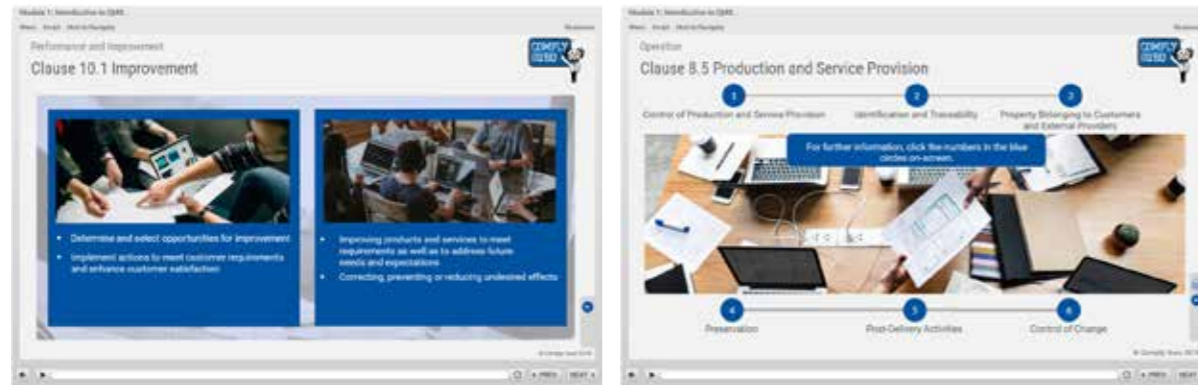 Module 1: Introduction to QMS
Performance and Improvement
Clause 10.1 Improvement
COMPLY
Determine and select opportunities for improvement
Implement actions to meet customer requirements
and enhance customer satisfaction
Improving products and services to meet
requirements as well as to address future
needs and expectations
Correcting, preventing or reducing undesired effects
PREV
NEXT
Module 1: Introduction to QMS
Operation
Clause 8.5 Production and Service Provision
COMPLY
1
2
3
Control of Production and Service Provision
Identification and Traceability
Property Belonging to Customers
and External Providers
For further information, click the numbers in the blue
circles on-screen.
4
5
6
Preservation
Post-Delivery Activities
Control of Change
PREV
NEXT